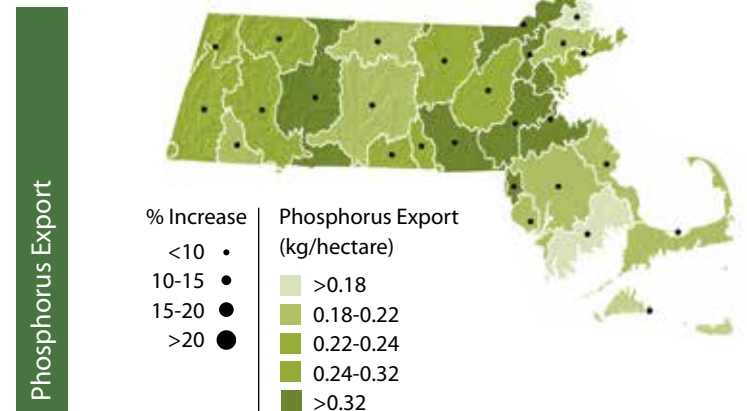 Phosphorus Export
% Increase
<10
10-15
15-20
>20
Phosphorus Export
(kg/hectare)
>0.18
0.18-0.22
0.22-0.24
0.24-0.32
>0.32